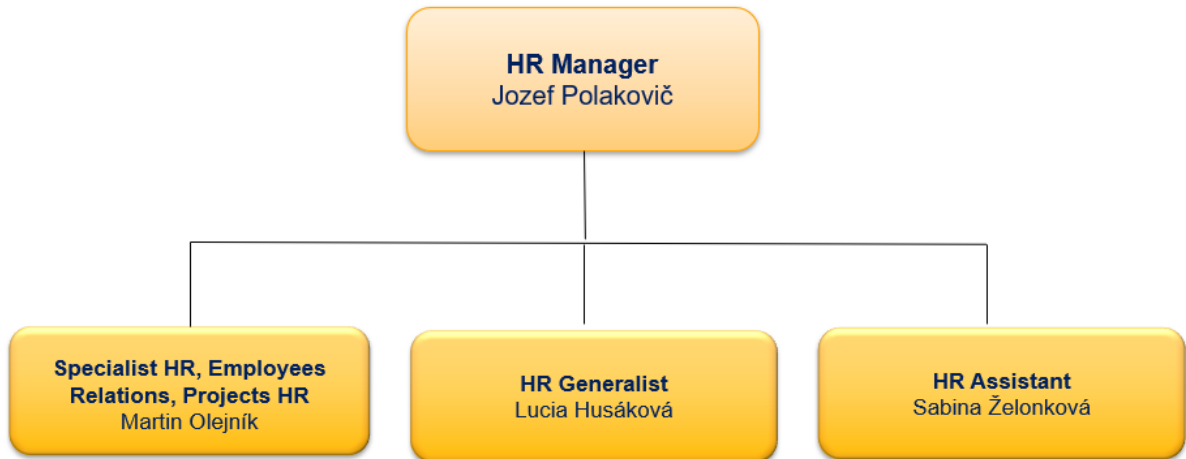 HR Manager
Jozef Polakovič
Specialist HR, Employees
Relations, Projects HR
Martin Olejník
HR Generalist
Lucia Husáková
HR Assistant
Sabina Želonková